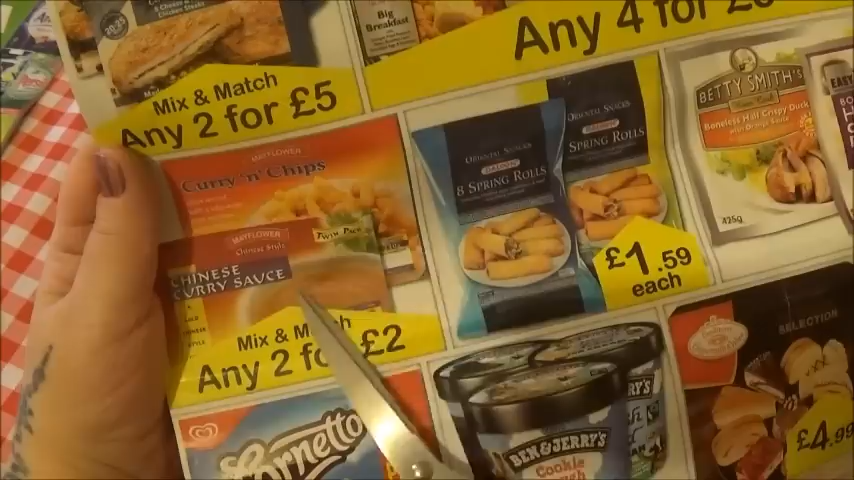 Big
Breakfast
Any 4 for £
Mix & Match
Any 2 for £5
MAYFLOWER
Curry 'n' Chips
MAYFLOWER
Chinese Style
Twin Pack
CHINESE
CURRY SAUCE
Mix & Match
Any 2 for £2
ORIENTAL SNACKS
8 SPRING ROLLS
ORIENTAL SNACKS
SPRING ROLLS
£1.59
each
BETTY SMITH'S
Boneless Half Crispy Duck
with Orange Sauce
425g
Cornetto
BEN & JERRY'S
Cookie
SELECTION
£4.99